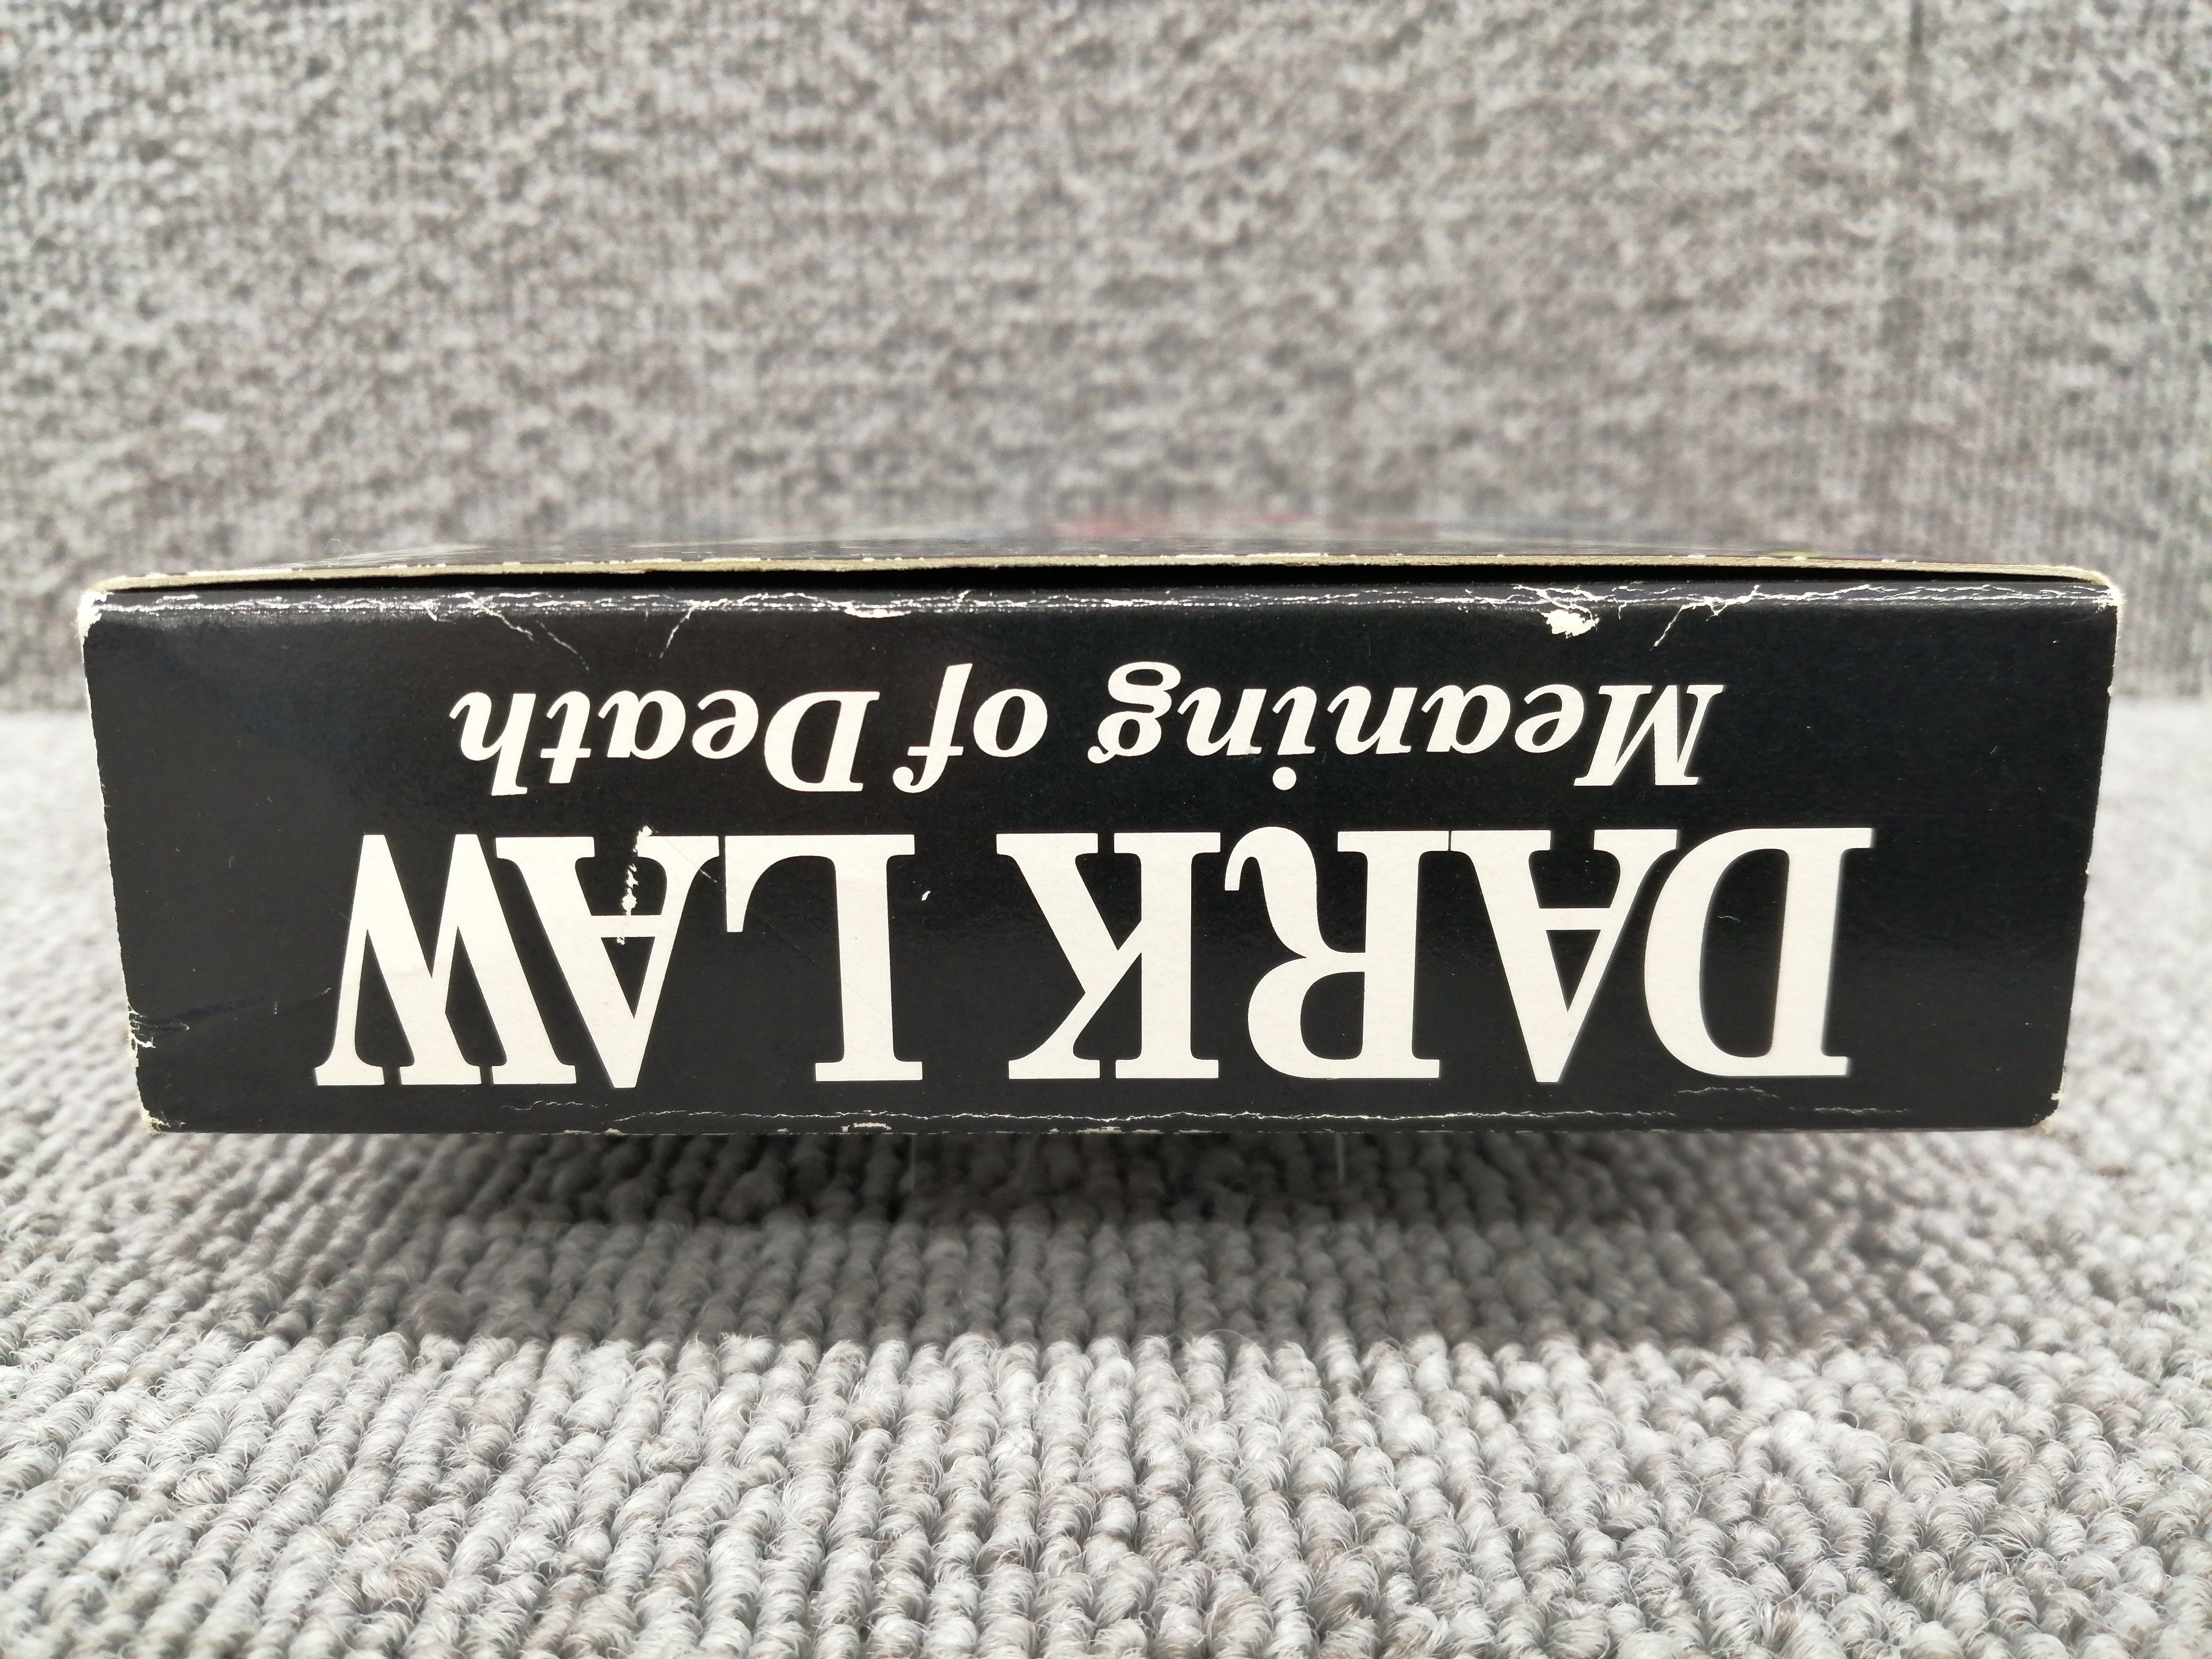 DARK LAW
Meaning of Death